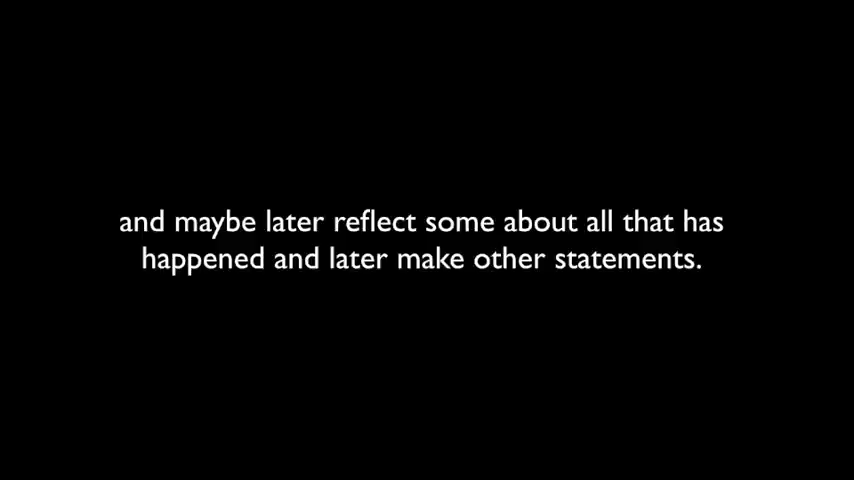 and maybe later reflect some about all that has
happened and later make other statements.